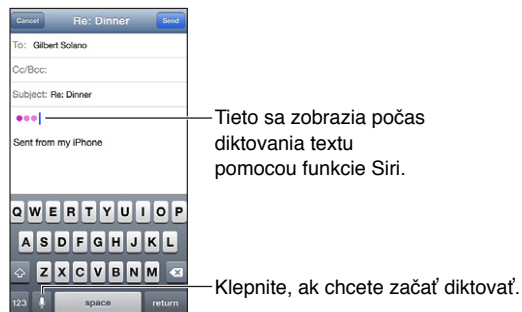 Cancel Re: Dinner Send
To: Gilbert Solano
Cc/Bcc:
Subject: Re: Dinner
Tieto sa zobrazia počas
diktovania textu
pomocou funkcie Siri.
Sent from my iPhone
Q W E R T Y U I O P
A S D F G H J K L
Z X C V B N M
Klepnite, ak chcete začať diktovať.
123 space return